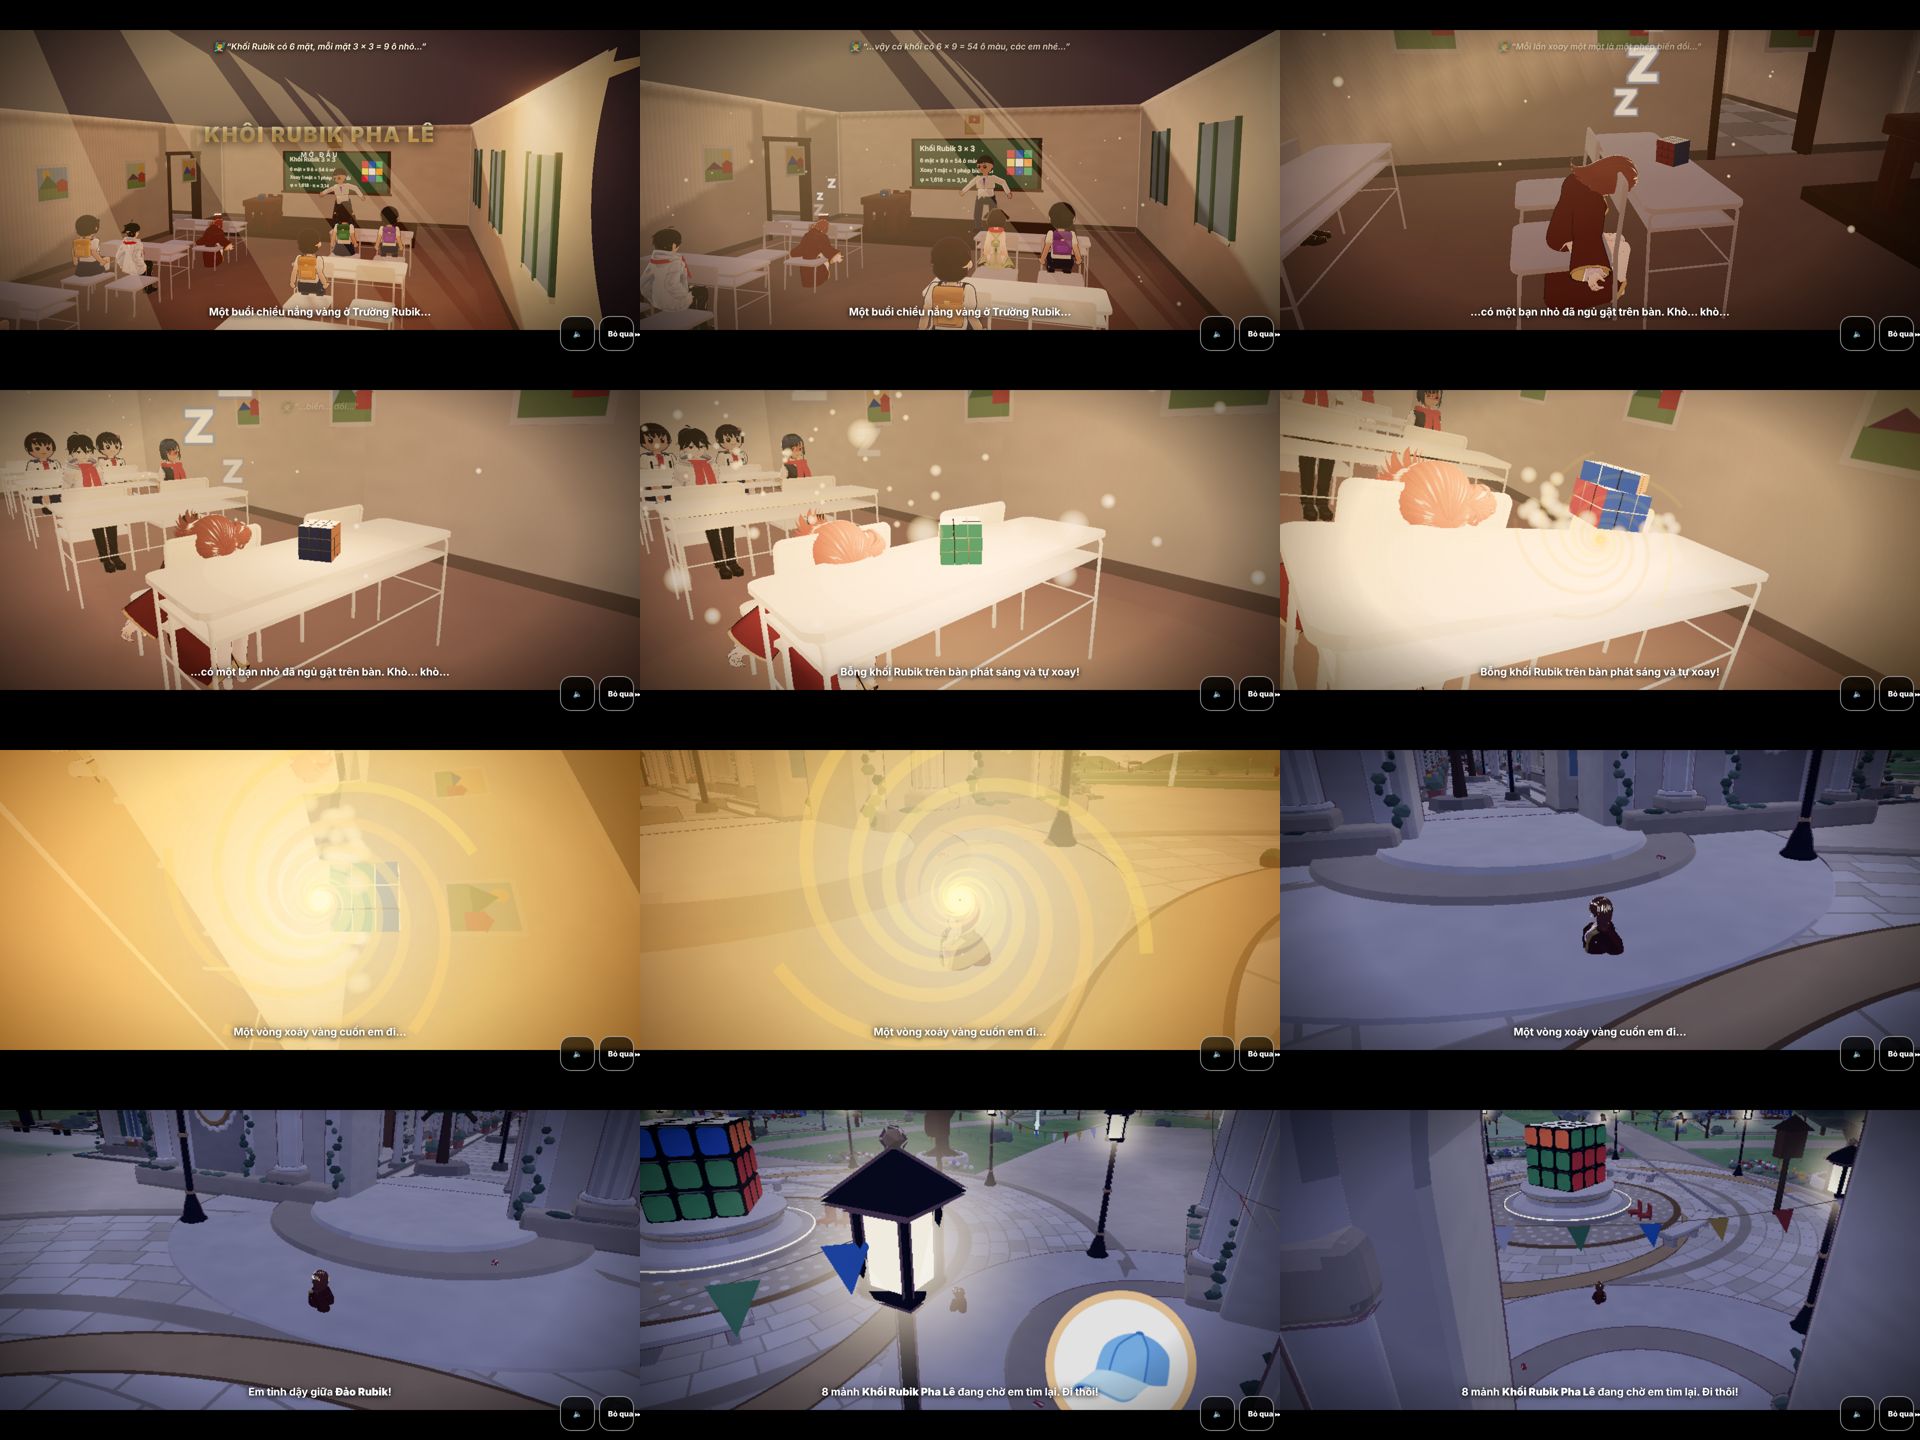 "Khối Rubik có 6 mặt, mỗi mặt 3 × 3 = 9 ô nhỏ..."
KHỐI RUBIK PHA LÊ
MỞ ĐẦU
Khối Rubik 3 × 3
Một buổi chiều nắng vàng ở Trường Rubik...
Bỏ qua
"...vậy cả khối có 6 × 9 = 54 ô màu, các em nhé..."
Khối Rubik 3 × 3
6 mặt × 9 ô = 54 ô
Xoay 1 mặt = 1 phép
φ = 1,618 · π = 3,14
Z
Z
Z
Một buổi chiều nắng vàng ở Trường Rubik...
Bỏ qua
"Mỗi lần xoay một mặt là một phép biến đổi..."
Z
Z
...có một bạn nhỏ đã ngủ gật trên bàn. Khò... khò...
Bỏ qua
"...biến... đổi..."
Z
Z
...có một bạn nhỏ đã ngủ gật trên bàn. Khò... khò...
Bỏ qua
Z
Bỗng khối Rubik trên bàn phát sáng và tự xoay!
Bỏ qua
Bỗng khối Rubik trên bàn phát sáng và tự xoay!
Bỏ qua
Một vòng xoáy vàng cuốn em đi...
Bỏ qua
Một vòng xoáy vàng cuốn em đi...
Bỏ qua
Một vòng xoáy vàng cuốn em đi...
Bỏ qua
Em tỉnh dậy giữa Đảo Rubik!
Bỏ qua
8 mảnh Khối Rubik Pha Lê đang chờ em tìm lại. Đi thôi!
Bỏ qua
8 mảnh Khối Rubik Pha Lê đang chờ em tìm lại. Đi thôi!
Bỏ qua